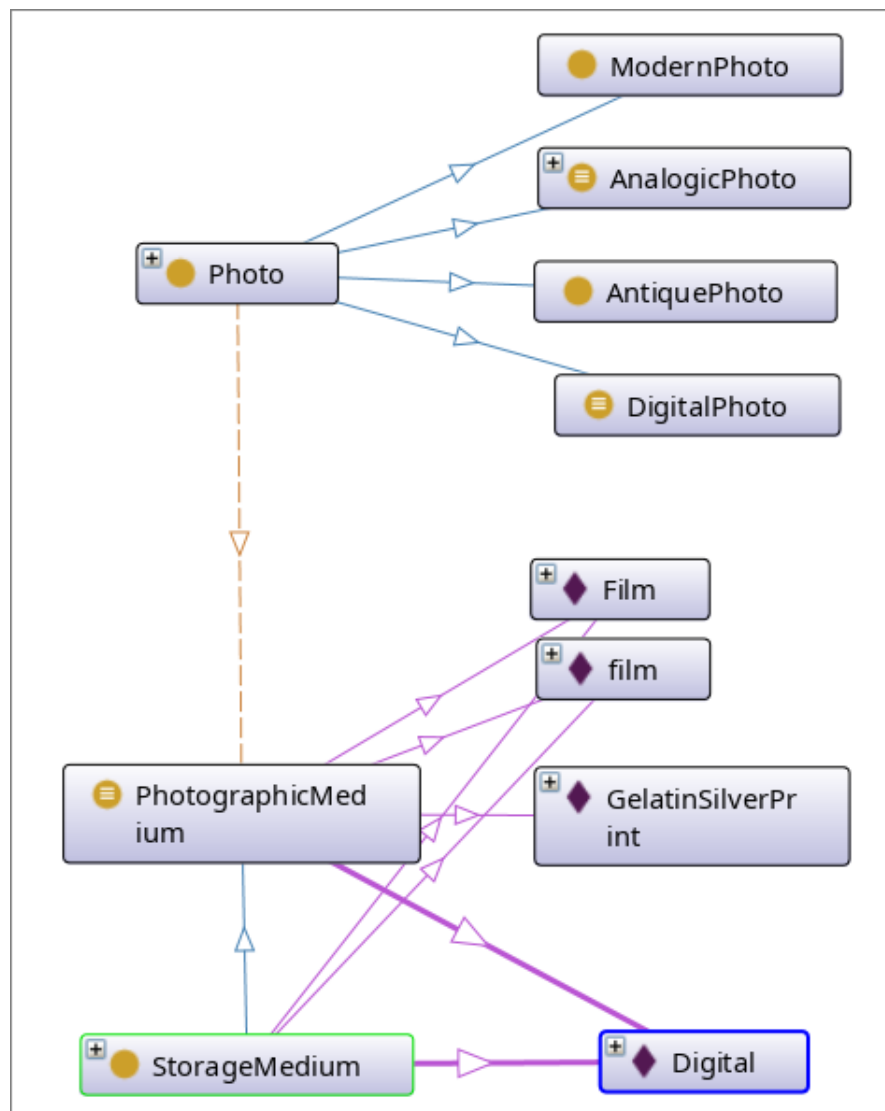 ModernPhoto
AnalogicPhoto
Photo
AntiquePhoto
DigitalPhoto
Film
film
PhotographicMed
ium
GelatinSilverPr
int
StorageMedium
Digital